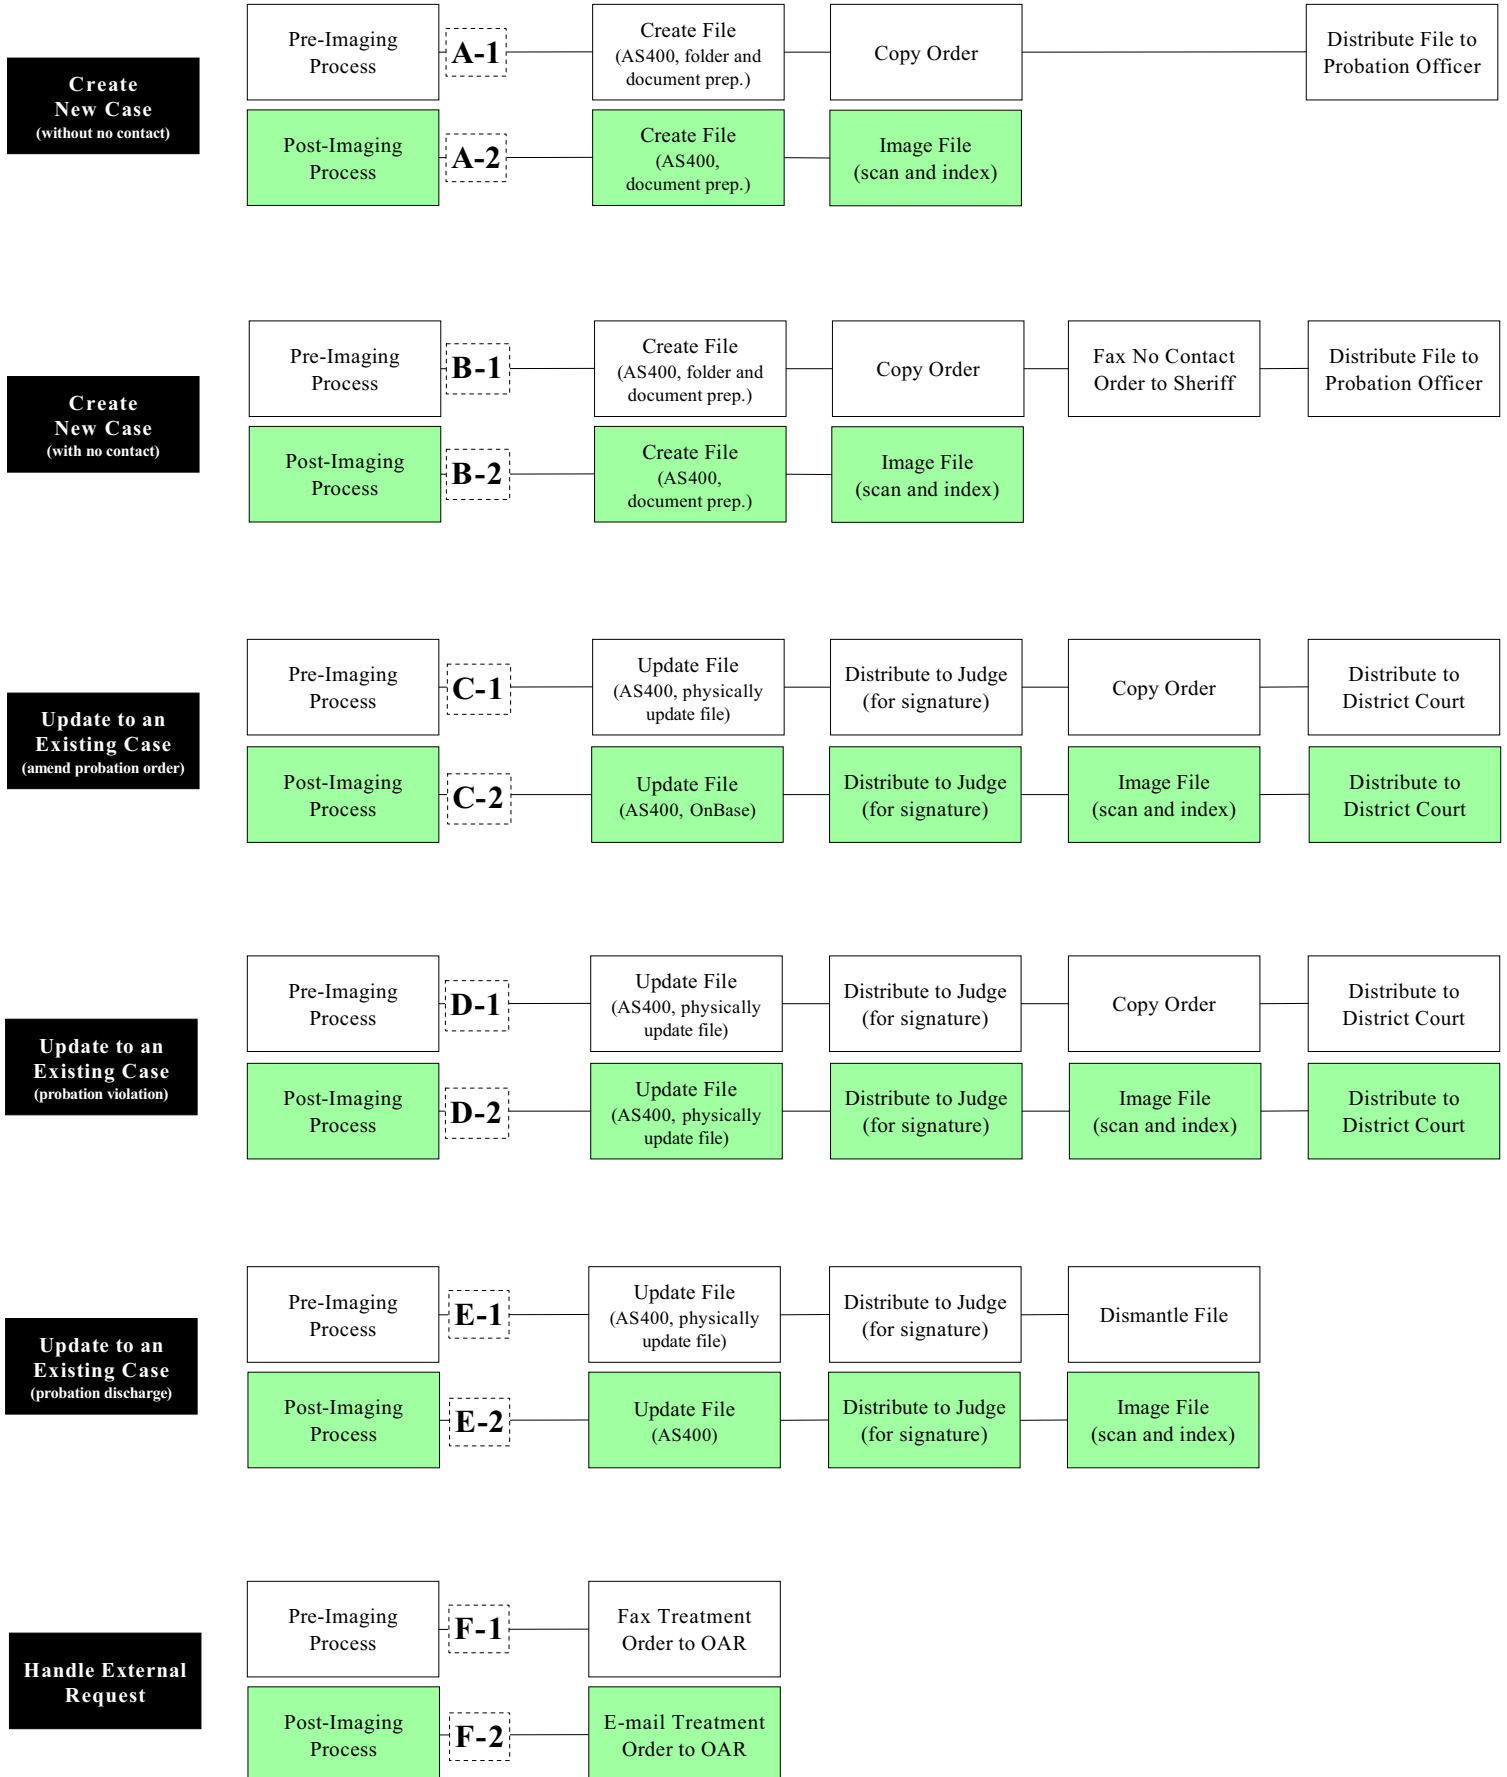 Create
New Case
(without no contact)
Pre-Imaging
Process
A-1
Create File
(AS400, folder and
document prep.)
Copy Order
Distribute File to
Probation Officer
Post-Imaging
Process
A-2
Create File
(AS400,
document prep.)
Image File
(scan and index)
Create
New Case
(with no contact)
Pre-Imaging
Process
B-1
Create File
(AS400, folder and
document prep.)
Copy Order
Fax No Contact
Order to Sheriff
Distribute File to
Probation Officer
Post-Imaging
Process
B-2
Create File
(AS400,
document prep.)
Image File
(scan and index)
Update to an
Existing Case
(amend probation order)
Pre-Imaging
Process
C-1
Update File
(AS400, physically
update file)
Distribute to Judge
(for signature)
Copy Order
Distribute to
District Court
Post-Imaging
Process
C-2
Update File
(AS400, OnBase)
Distribute to Judge
(for signature)
Image File
(scan and index)
Distribute to
District Court
Update to an
Existing Case
(probation violation)
Pre-Imaging
Process
D-1
Update File
(AS400, physically
update file)
Distribute to Judge
(for signature)
Copy Order
Distribute to
District Court
Post-Imaging
Process
D-2
Update File
(AS400, physically
update file)
Distribute to Judge
(for signature)
Image File
(scan and index)
Distribute to
District Court
Update to an
Existing Case
(probation discharge)
Pre-Imaging
Process
E-1
Update File
(AS400, physically
update file)
Distribute to Judge
(for signature)
Dismantle File
Post-Imaging
Process
E-2
Update File
(AS400)
Distribute to Judge
(for signature)
Image File
(scan and index)
Handle External
Request
Pre-Imaging
Process
F-1
Fax Treatment
Order to OAR
Post-Imaging
Process
F-2
E-mail Treatment
Order to OAR